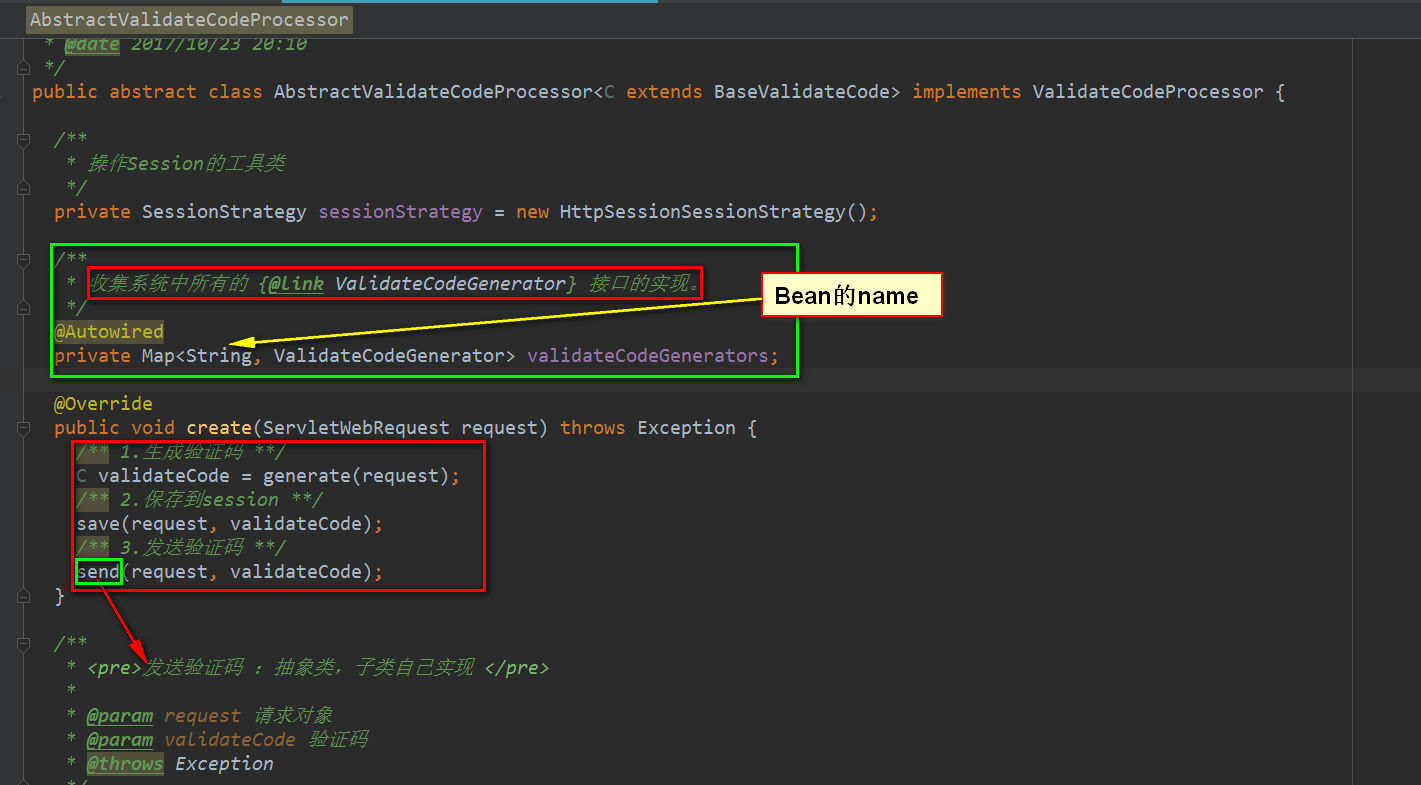 AbstractValidateCodeProcessor
* @date 2017/10/23 20:10
*/
public abstract class AbstractValidateCodeProcessor<C extends BaseValidateCode> implements ValidateCodeProcessor {
/**
* 操作Session的工具类
*/
private SessionStrategy sessionStrategy = new HttpSessionSessionStrategy();
/**
* 收集系统中所有的 {@link ValidateCodeGenerator} 接口的实现。
*/
Bean的name
@Autowired
private Map<String, ValidateCodeGenerator> validateCodeGenerators;
@Override
public void create(ServletWebRequest request) throws Exception {
/** 1.生成验证码 **/
C validateCode = generate(request);
/** 2.保存到session **/
save(request, validateCode);
/** 3.发送验证码 **/
send(request, validateCode);
}
/**
* <pre>发送验证码 : 抽象类，子类自己实现 </pre>
*
* @param request 请求对象
* @param validateCode 验证码
* @throws Exception
*/